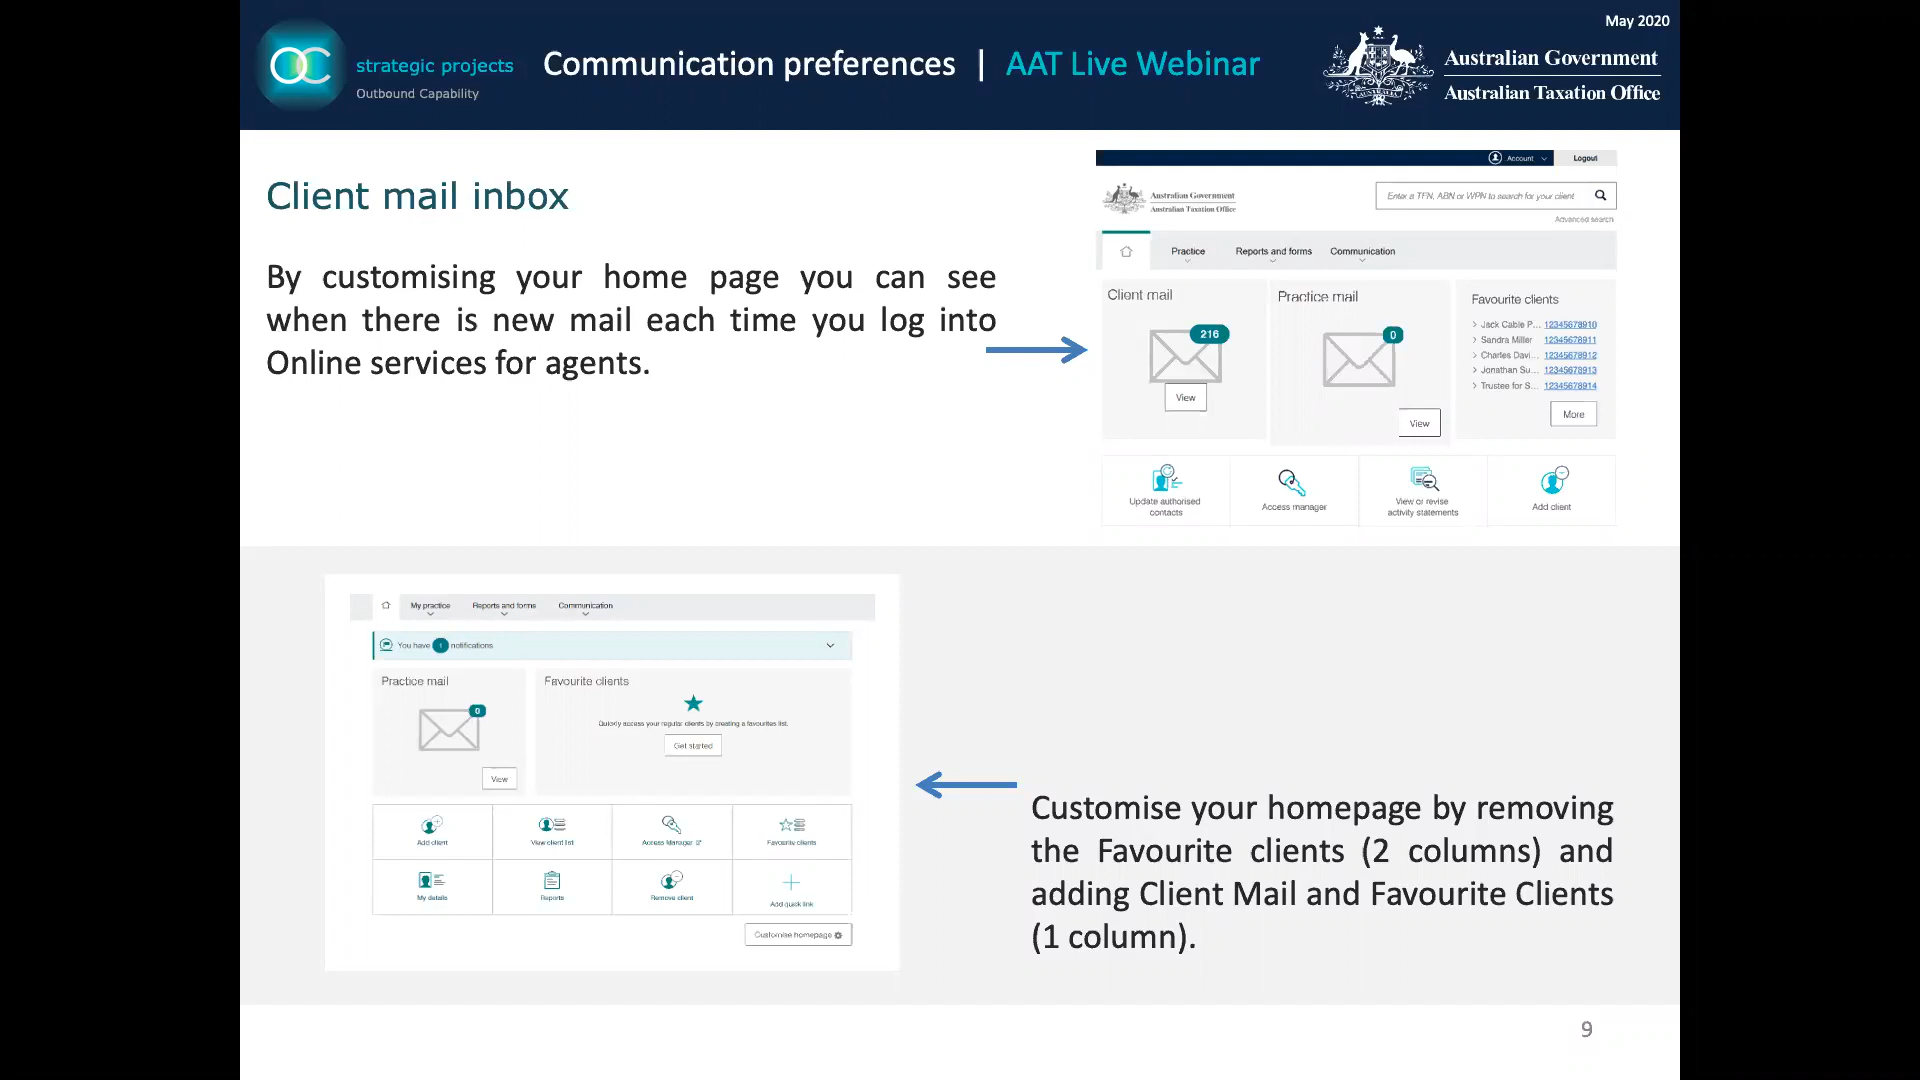 May 2020
OC
strategic projects
Outbound Capability
Communication preferences | AAT Live Webinar
Australian Government
Australian Taxation Office
Client mail inbox
By customising your home page you can see
when there is new mail each time you log into
Online services for agents.
Account
Logout
Australian Government
Australian Taxation Office
Enter a TFN, ABN or WPN to search for your client
Advanced search
Practice
Reports and forms
Communication
Client mail
216
View
Practice mail
0
View
Favourite clients
Jack Cable P... 12345678910
Sandra Miller 12345678911
Charles Davi... 12345678912
Jonathan Su... 12345678913
Trustee for S... 12345678914
More
Update authorised
contacts
Access manager
View or revise
activity statements
Add client
My practice
Reports and forms
Communication
You have 1 notifications
Practice mail
0
View
Favourite clients
Quickly access your regular clients by creating a favourites list.
Get started
Add client
View client list
Access Manager
Favourite clients
My details
Reports
Remove client
Add quick link
Customise homepage
Customise your homepage by removing
the Favourite clients (2 columns) and
adding Client Mail and Favourite Clients
(1 column).
9